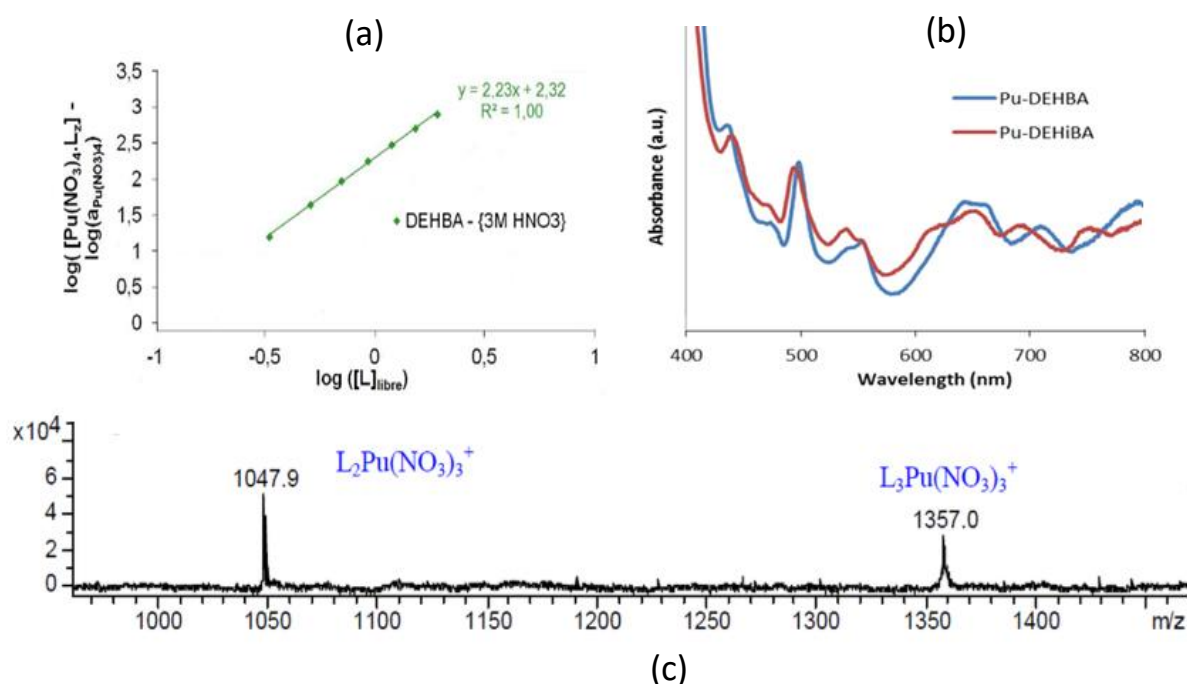 (a)
(b)
3,5
3
2,5
2
1,5
1
0,5
0
log( [Pu(NO3)4.Lz] -
log(aPu(NO3)4)
y = 2,23x + 2,32
R² = 1,00
DEHBA - {3M HNO3}
-1 -0,5 0 0,5 1
log ([L]libre)
Absorbance (a.u.)
Pu-DEHBA
Pu-DEHiBA
400 500 600 700 800
Wavelength (nm)
x10⁴
6
4
2
0
1047.9
L₂Pu(NO₃)₃⁺
L₃Pu(NO₃)₃⁺
1357.0
1000 1050 1100 1150 1200 1250 1300 1350 1400 m/z
(c)